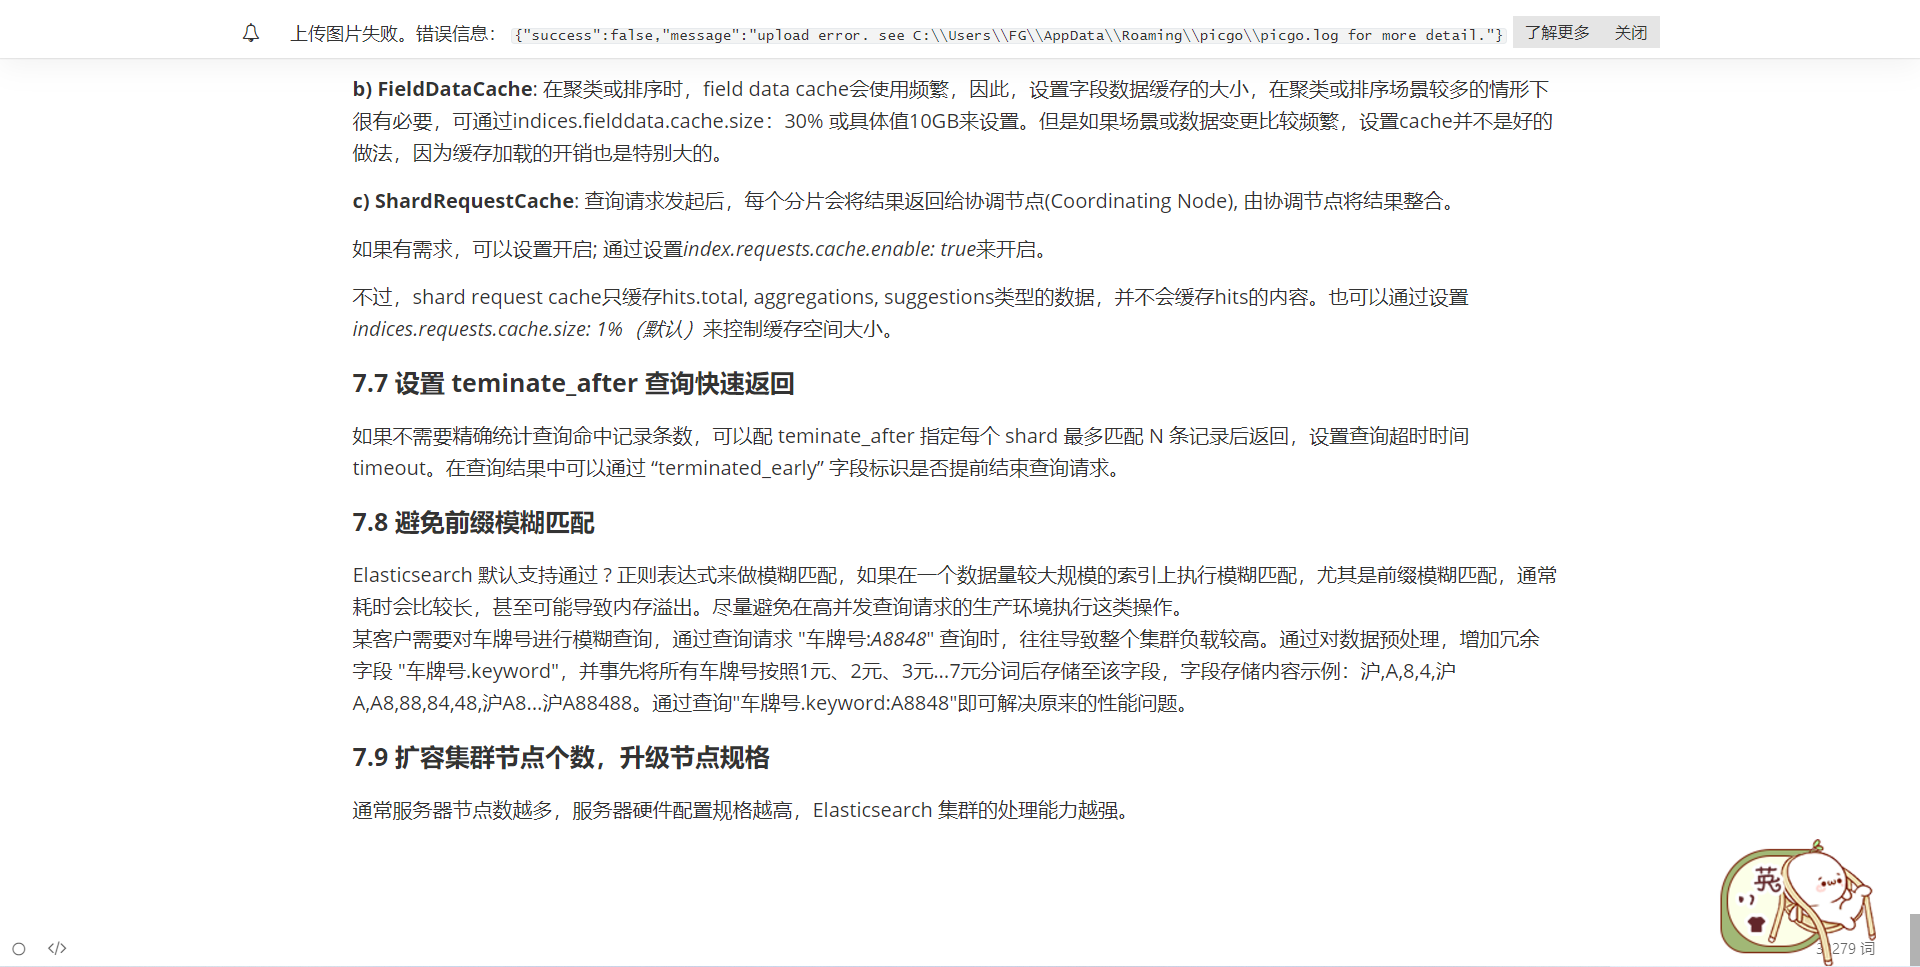 上传图片失败。错误信息： {"success":false,"message":"upload error. see C:\\Users\\FG\\AppData\\Roaming\\picgo\\picgo.log for more detail."} 了解更多 关闭
b) FieldDataCache: 在聚类或排序时，field data cache会使用频繁，因此，设置字段数据缓存的大小，在聚类或排序场景较多的情形下
很有必要，可通过indices.fielddata.cache.size：30% 或具体值10GB来设置。但是如果场景或数据变更比较频繁，设置cache并不是好的
做法，因为缓存加载的开销也是特别大的。
c) ShardRequestCache: 查询请求发起后，每个分片会将结果返回给协调节点(Coordinating Node), 由协调节点将结果整合。
如果有需求，可以设置开启; 通过设置index.requests.cache.enable: true来开启。
不过，shard request cache只缓存hits.total, aggregations, suggestions类型的数据，并不会缓存hits的内容。也可以通过设置
indices.requests.cache.size: 1%（默认）来控制缓存空间大小。
7.7 设置 teminate_after 查询快速返回
如果不需要精确统计查询命中记录条数，可以配 teminate_after 指定每个 shard 最多匹配 N 条记录后返回，设置查询超时时间
timeout。在查询结果中可以通过 “terminated_early” 字段标识是否提前结束查询请求。
7.8 避免前缀模糊匹配
Elasticsearch 默认支持通过 ? 正则表达式来做模糊匹配，如果在一个数据量较大规模的索引上执行模糊匹配，尤其是前缀模糊匹配，通常
耗时会比较长，甚至可能导致内存溢出。尽量避免在高并发查询请求的生产环境执行这类操作。
某客户需要对车牌号进行模糊查询，通过查询请求 "车牌号:A8848" 查询时，往往导致整个集群负载较高。通过对数据预处理，增加冗余
字段 "车牌号.keyword"，并事先将所有车牌号按照1元、2元、3元...7元分词后存储至该字段，字段存储内容示例：沪,A,8,4,沪
A,A8,88,84,48,沪A8...沪A88488。通过查询"车牌号.keyword:A8848"即可解决原来的性能问题。
7.9 扩容集群节点个数，升级节点规格
通常服务器节点数越多，服务器硬件配置规格越高，Elasticsearch 集群的处理能力越强。
英
</> 279 词